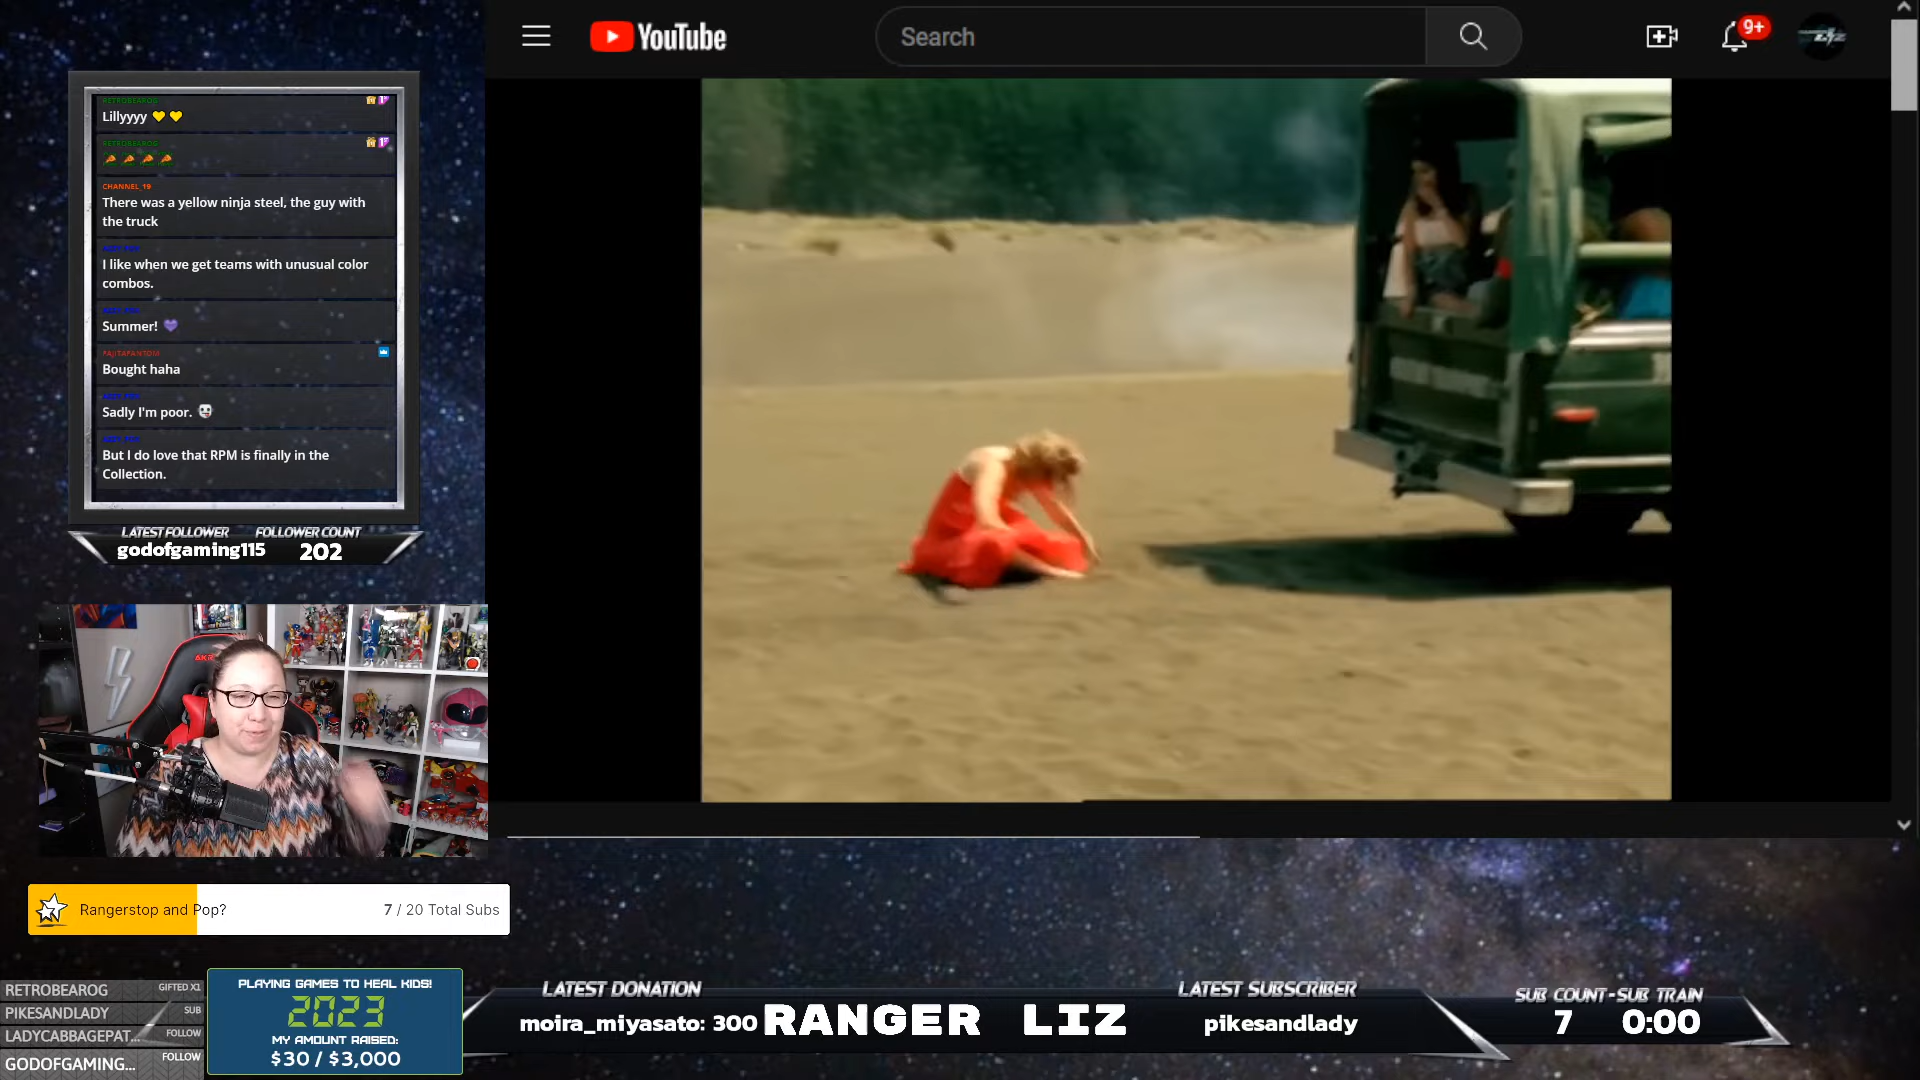 YouTube
Search
9+
RETROBEAROG
Lillyyyy 💛 💛
RETROBEAROG
CHANNEL_19
There was a yellow ninja steel, the guy with
the truck
I like when we get teams with unusual color
combos.
Summer! 💜
FAJITAFANTOM
Bought haha
Sadly I'm poor.
But I do love that RPM is finally in the
Collection.
LATEST FOLLOWER
godofgaming115
FOLLOWER COUNT
202
Rangerstop and Pop?
7 / 20 Total Subs
RETROBEAROG GIFTED X1
PIKESANDLADY SUB
LADYCABBAGEPAT... FOLLOW
GODOFGAMING... FOLLOW
PLAYING GAMES TO HEAL KIDS!
2023
MY AMOUNT RAISED:
$30 / $3,000
LATEST DONATION
moira_miyasato: 300
RANGER LIZ
LATEST SUBSCRIBER
pikesandlady
SUB COUNT-SUB TRAIN
7 0:00